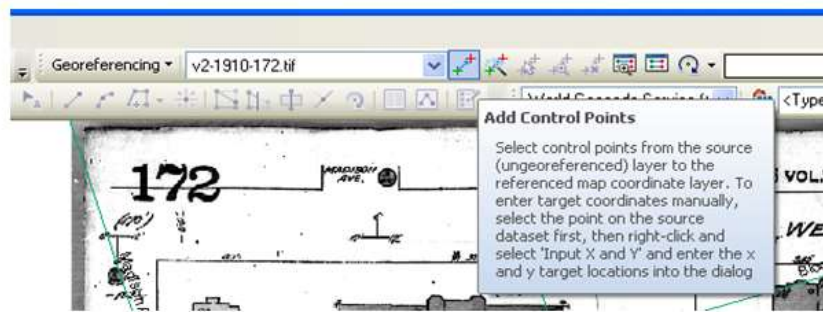 Georeferencing
v2-1910-172.tif
<Type
Add Control Points
Select control points from the source
(ungeoreferenced) layer to the
referenced map coordinate layer. To
enter target coordinates manually,
select the point on the source
dataset first, then right-click and
select 'Input X and Y' and enter the x
and y target locations into the dialog
172
MADISON
AVE.
VOL.
WE
Madison